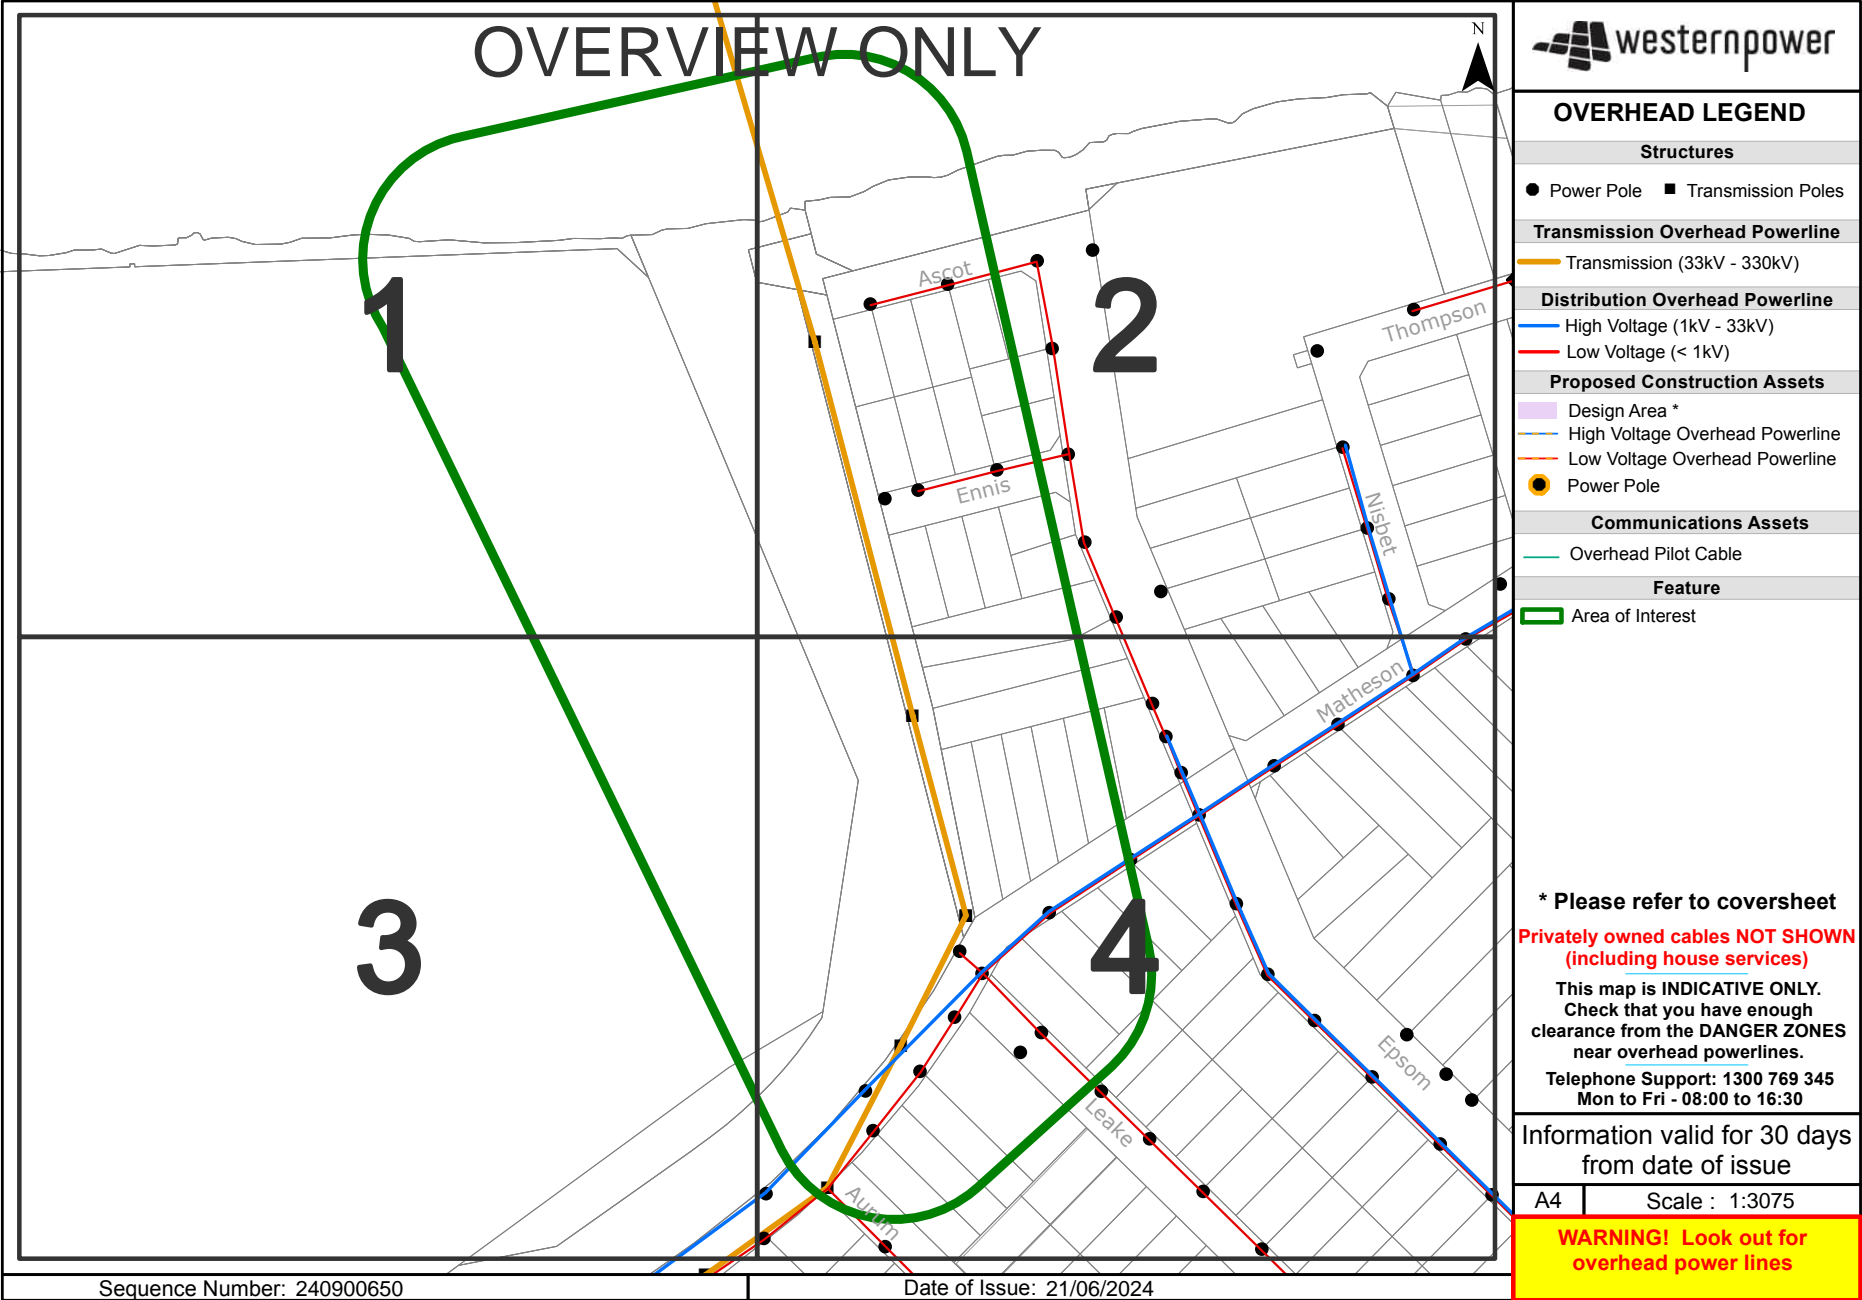 OVERVIEW ONLY
N
1
2
3
4
Ascot
Ennis
Thompson
Nisbet
Matheson
Epsom
Leake
Aurum
westernpower
OVERHEAD LEGEND
Structures
Power Pole
Transmission Poles
Transmission Overhead Powerline
Transmission (33kV - 330kV)
Distribution Overhead Powerline
High Voltage (1kV - 33kV)
Low Voltage (< 1kV)
Proposed Construction Assets
Design Area *
High Voltage Overhead Powerline
Low Voltage Overhead Powerline
Power Pole
Communications Assets
Overhead Pilot Cable
Feature
Area of Interest
* Please refer to coversheet
Privately owned cables NOT SHOWN
(including house services)
This map is INDICATIVE ONLY.
Check that you have enough
clearance from the DANGER ZONES
near overhead powerlines.
Telephone Support: 1300 769 345
Mon to Fri - 08:00 to 16:30
Information valid for 30 days
from date of issue
A4
Scale : 1:3075
WARNING! Look out for
overhead power lines
Sequence Number: 240900650
Date of Issue: 21/06/2024